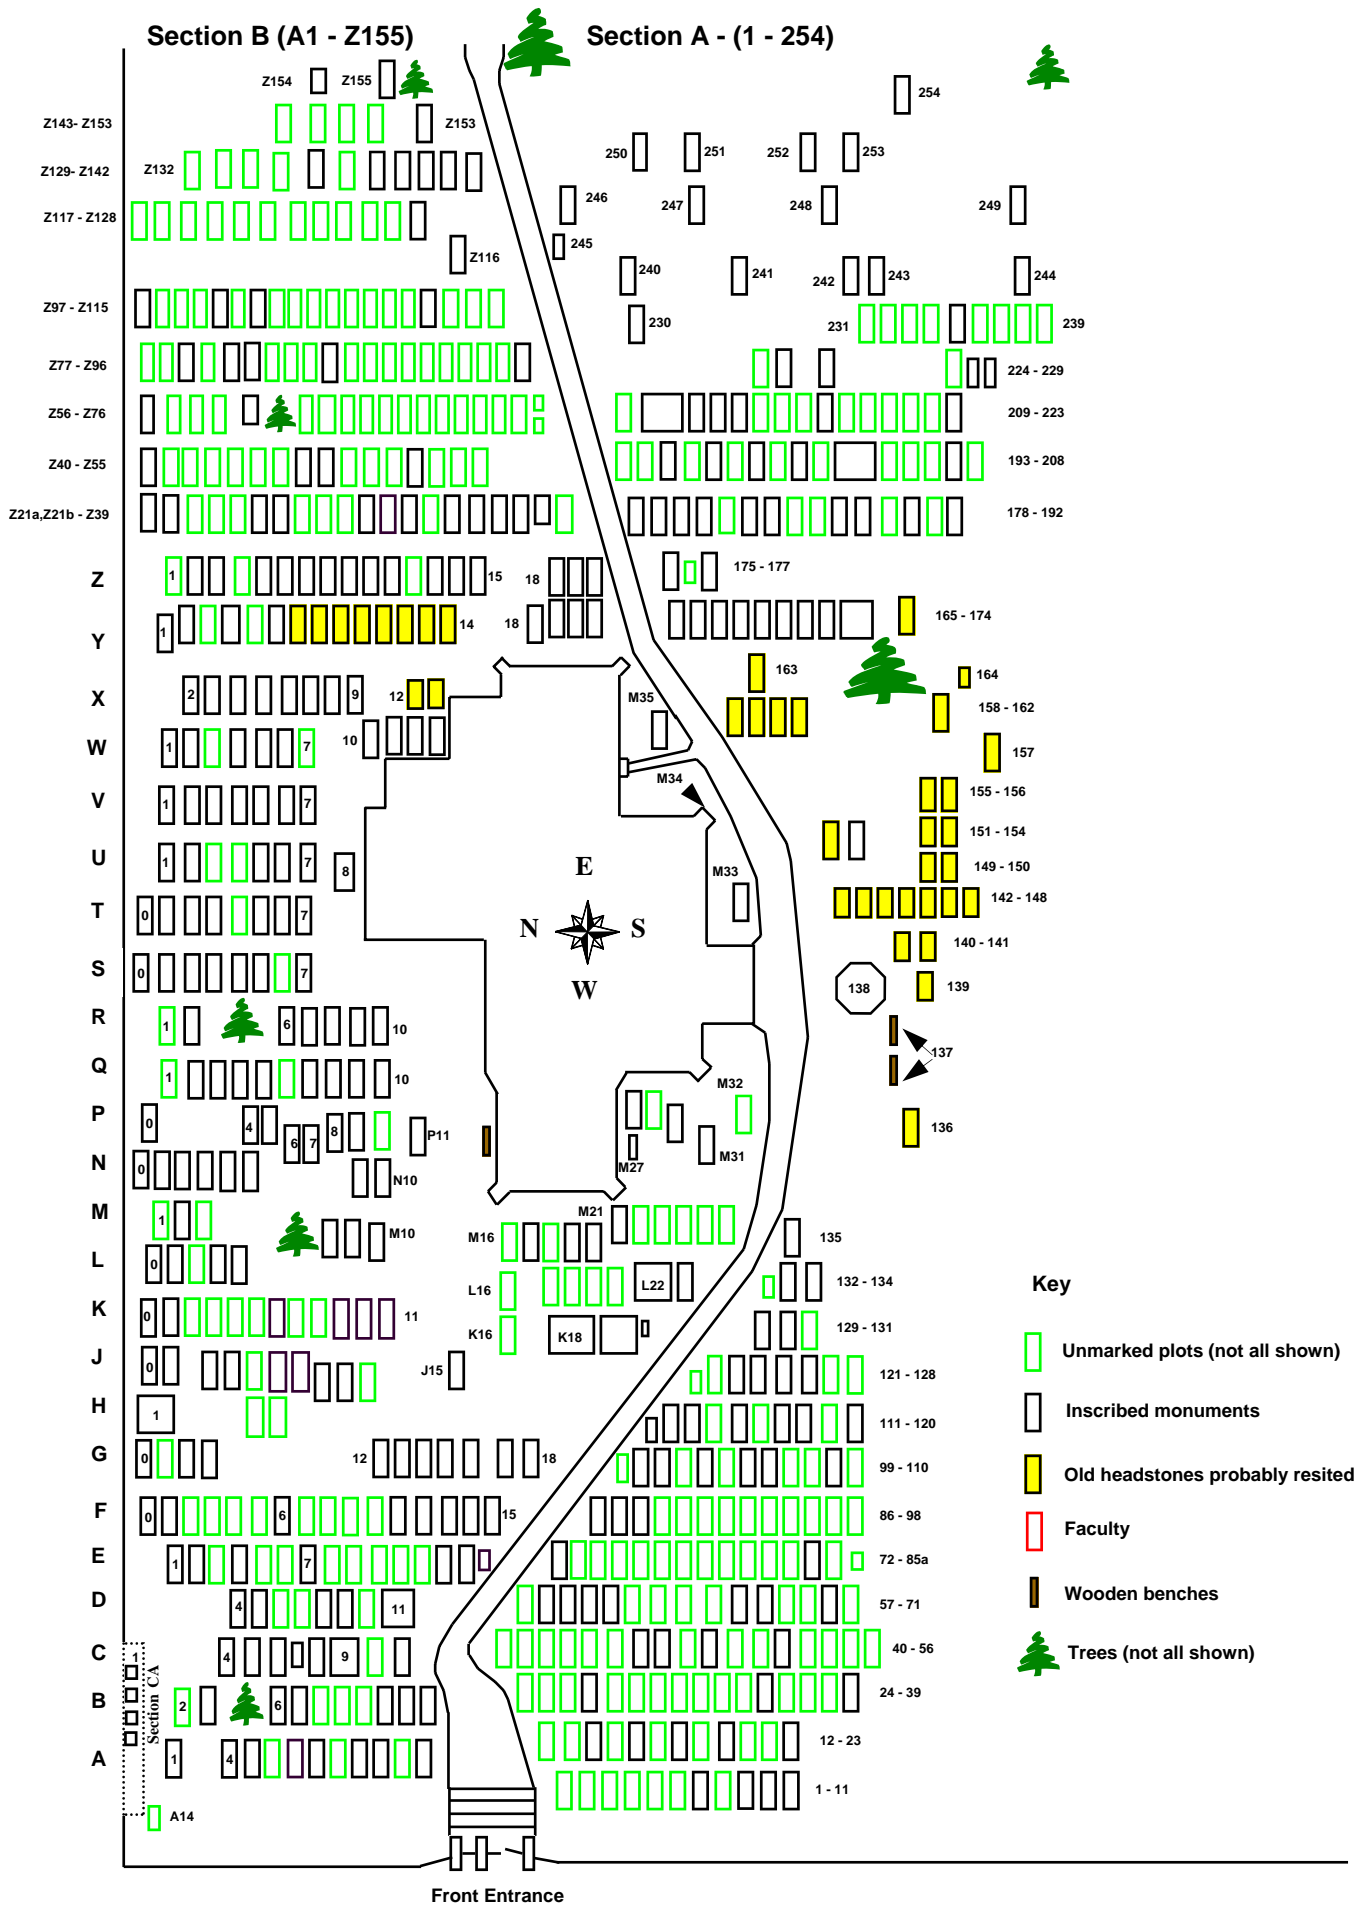 Section B (A1 - Z155)
Section A - (1 - 254)
Z154
Z155
254
Z143- Z153
Z153
250
251
252
253
Z129- Z142
Z132
246
247
248
249
Z117 - Z128
Z116
245
240
241
242
243
244
Z97 - Z115
230
231
239
Z77 - Z96
224 - 229
Z56 - Z76
209 - 223
Z40 - Z55
193 - 208
Z21a,Z21b - Z39
178 - 192
Z
1
15
18
175 - 177
Y
1
14
18
165 - 174
163
164
X
2
9
12
M35
158 - 162
W
1
7
10
157
M34
V
1
7
155 - 156
151 - 154
U
1
7
8
E
M33
149 - 150
T
0
7
N
S
142 - 148
140 - 141
S
0
7
W
138
139
R
1
6
10
137
Q
1
10
M32
P
0
4
6
7
8
P11
136
N
0
N10
M27
M31
M
1
M10
M16
M21
135
L
0
L16
L22
132 - 134
K
0
11
K16
K18
129 - 131
J
0
J15
121 - 128
H
1
111 - 120
G
0
12
18
99 - 110
F
0
6
15
86 - 98
E
1
7
72 - 85a
D
4
11
57 - 71
C
1
4
9
40 - 56
Section CA
B
2
6
24 - 39
A
1
4
12 - 23
1 - 11
A14
Front Entrance
Key
Unmarked plots (not all shown)
Inscribed monuments
Old headstones probably resited
Faculty
Wooden benches
Trees (not all shown)